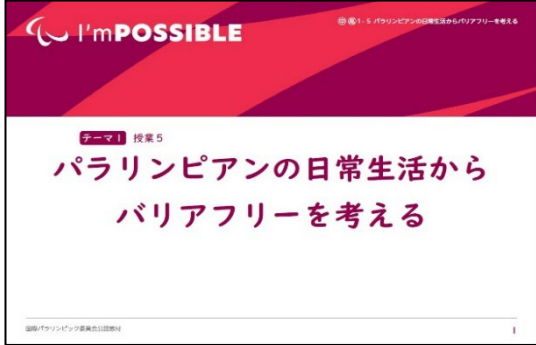 I'mPOSSIBLE
1-5 パラリンピアンの日常生活からバリアフリーを考える
テーマ1 授業5
パラリンピアンの日常生活から
バリアフリーを考える
国際パラリンピック委員会公認教材
1